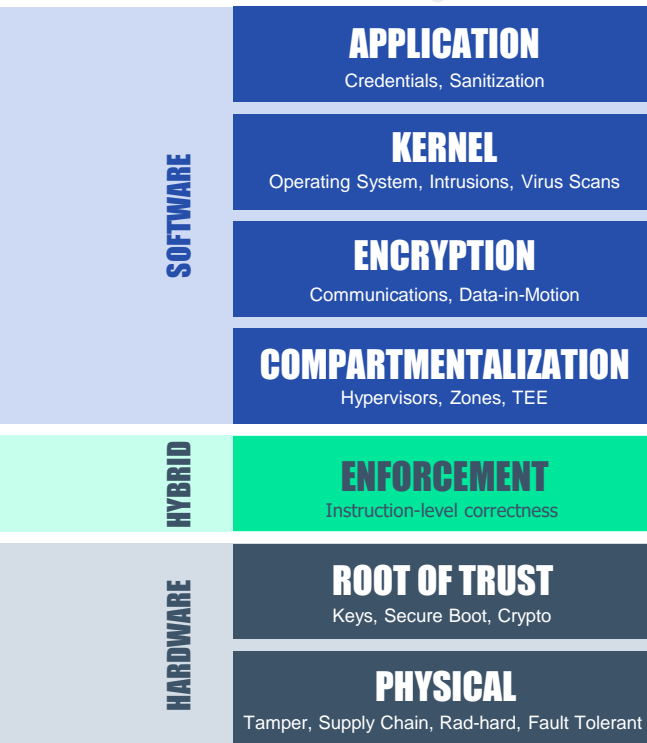 SOFTWARE
APPLICATION
Credentials, Sanitization
KERNEL
Operating System, Intrusions, Virus Scans
ENCRYPTION
Communications, Data-in-Motion
COMPARTMENTALIZATION
Hypervisors, Zones, TEE
HYBRID
ENFORCEMENT
Instruction-level correctness
HARDWARE
ROOT OF TRUST
Keys, Secure Boot, Crypto
PHYSICAL
Tamper, Supply Chain, Rad-hard, Fault Tolerant